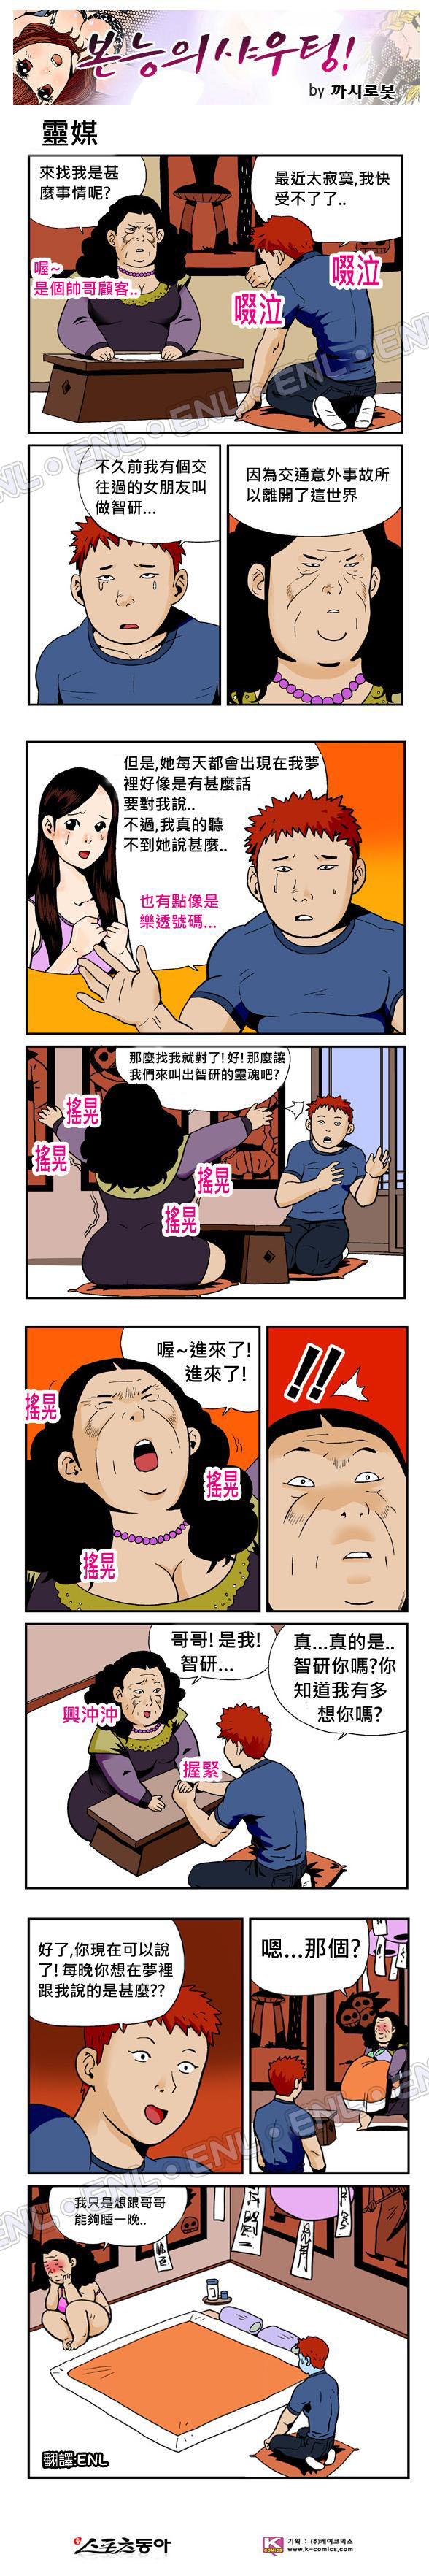 본능의 샤우팅!
by 까시로봇
靈媒
來找我是甚
麼事情呢?
最近太寂寞,我快
受不了了..
喔~
是個帥哥顧客..
啜泣
啜泣
不久前我有個交
往過的女朋友叫
做智研...
因為交通意外事故所
以離開了這世界
但是,她每天都會出現在我夢
裡好像是有甚麼話
要對我說..
不過,我真的聽
不到她說甚麼..
也有點像是
樂透號碼...
那麼找我就對了! 好! 那麼讓
我們來叫出智研的靈魂吧?
搖晃
搖晃
搖晃
搖晃
喔~進來了!
進來了!
搖晃
搖晃
搖晃
!!
哥哥! 是我!
智研...
真...真的是..
智研你嗎?你
知道我有多
想你嗎?
興沖沖
握緊
好了,你現在可以說
了! 每晚你想在夢裡
跟我說的是甚麼??
嗯...那個?
我只是想跟哥哥
能夠睡一晚..
翻譯:ENL
스포츠동아
K COMICS
기획 : (주)케이코믹스
www.k-comics.com
ENL • ENL • ENL • ENL
ENL • ENL • ENL • ENL